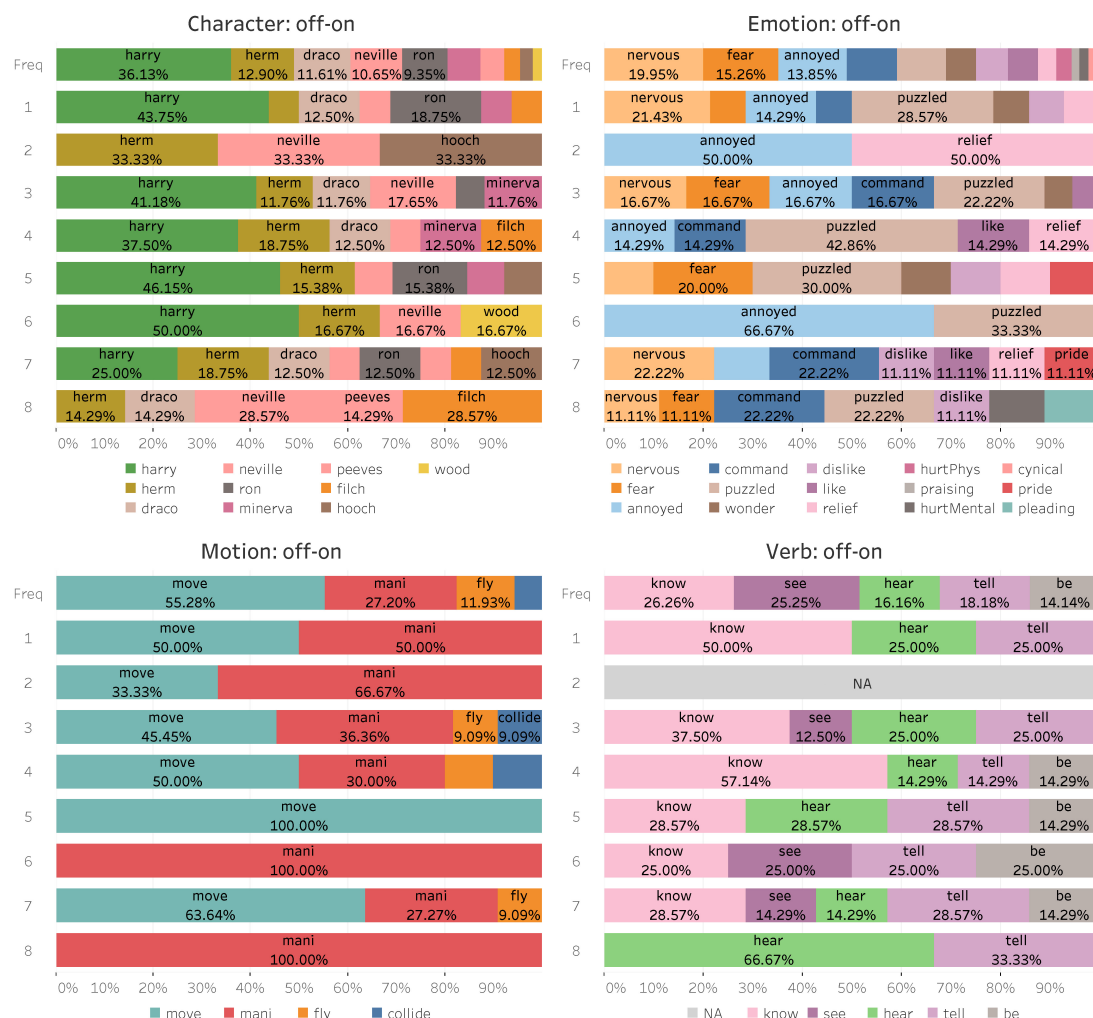 Character: off-on
Freq
harry herm draco neville ron
36.13% 12.90% 11.61% 10.65% 9.35%
1
harry draco ron
43.75% 12.50% 18.75%
2
herm neville hooch
33.33% 33.33% 33.33%
3
harry herm draco neville minerva
41.18% 11.76% 11.76% 17.65% 11.76%
4
harry herm draco minerva filch
37.50% 18.75% 12.50% 12.50% 12.50%
5
harry herm ron
46.15% 15.38% 15.38%
6
harry herm neville wood
50.00% 16.67% 16.67% 16.67%
7
harry herm draco ron hooch
25.00% 18.75% 12.50% 12.50% 12.50%
8
herm draco neville peeves filch
14.29% 14.29% 28.57% 14.29% 28.57%
0% 10% 20% 30% 40% 50% 60% 70% 80% 90%
harry neville peeves wood
herm ron filch
draco minerva hooch
Emotion: off-on
Freq
nervous fear annoyed
19.95% 15.26% 13.85%
1
nervous annoyed puzzled
21.43% 14.29% 28.57%
2
annoyed relief
50.00% 50.00%
3
nervous fear annoyed command puzzled
16.67% 16.67% 16.67% 16.67% 22.22%
4
annoyed command puzzled like relief
14.29% 14.29% 42.86% 14.29% 14.29%
5
fear puzzled
20.00% 30.00%
6
annoyed puzzled
66.67% 33.33%
7
nervous command dislike like relief pride
22.22% 22.22% 11.11% 11.11% 11.11% 11.11%
8
nervous fear command puzzled dislike
11.11% 11.11% 22.22% 22.22% 11.11%
0% 10% 20% 30% 40% 50% 60% 70% 80% 90%
nervous command dislike hurtPhys cynical
fear puzzled like praising pride
annoyed wonder relief hurtMental pleading
Motion: off-on
Freq
move mani fly
55.28% 27.20% 11.93%
1
move mani
50.00% 50.00%
2
move mani
33.33% 66.67%
3
move mani fly collide
45.45% 36.36% 9.09% 9.09%
4
move mani
50.00% 30.00%
5
move
100.00%
6
mani
100.00%
7
move mani fly
63.64% 27.27% 9.09%
8
mani
100.00%
0% 10% 20% 30% 40% 50% 60% 70% 80% 90%
move mani fly collide
Verb: off-on
Freq
know see hear tell be
26.26% 25.25% 16.16% 18.18% 14.14%
1
know hear tell
50.00% 25.00% 25.00%
2
NA
3
know see hear tell
37.50% 12.50% 25.00% 25.00%
4
know hear tell be
57.14% 14.29% 14.29% 14.29%
5
know hear tell be
28.57% 28.57% 28.57% 14.29%
6
know see tell be
25.00% 25.00% 25.00% 25.00%
7
know see hear tell be
28.57% 14.29% 14.29% 28.57% 14.29%
8
hear tell
66.67% 33.33%
0% 10% 20% 30% 40% 50% 60% 70% 80% 90%
NA know see hear tell be